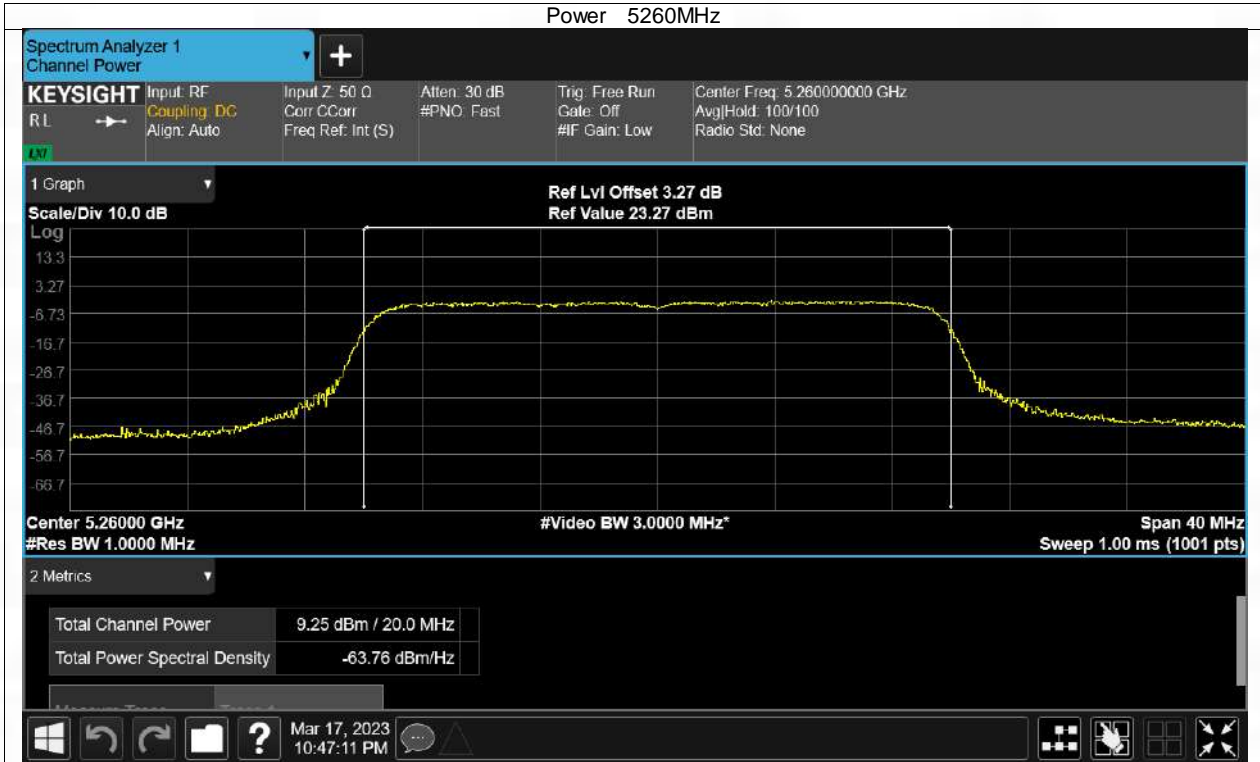 Power 5260MHz
Spectrum Analyzer 1
Channel Power
+
KEYSIGHT
RL
LXI
Input: RF
Coupling: DC
Align: Auto
Input Z: 50 Ω
Corr CCorr
Freq Ref: Int (S)
Atten: 30 dB
#PNO: Fast
Trig: Free Run
Gate: Off
#IF Gain: Low
Center Freq: 5.260000000 GHz
Avg|Hold: 100/100
Radio Std: None
1 Graph
Scale/Div 10.0 dB
Ref Lvl Offset 3.27 dB
Ref Value 23.27 dBm
Log
13.3
3.27
-6.73
-16.7
-26.7
-36.7
-46.7
-56.7
-66.7
Center 5.26000 GHz
#Video BW 3.0000 MHz*
Span 40 MHz
#Res BW 1.0000 MHz
Sweep 1.00 ms (1001 pts)
2 Metrics
Total Channel Power 9.25 dBm / 20.0 MHz
Total Power Spectral Density -63.76 dBm/Hz
?
Mar 17, 2023
10:47:11 PM